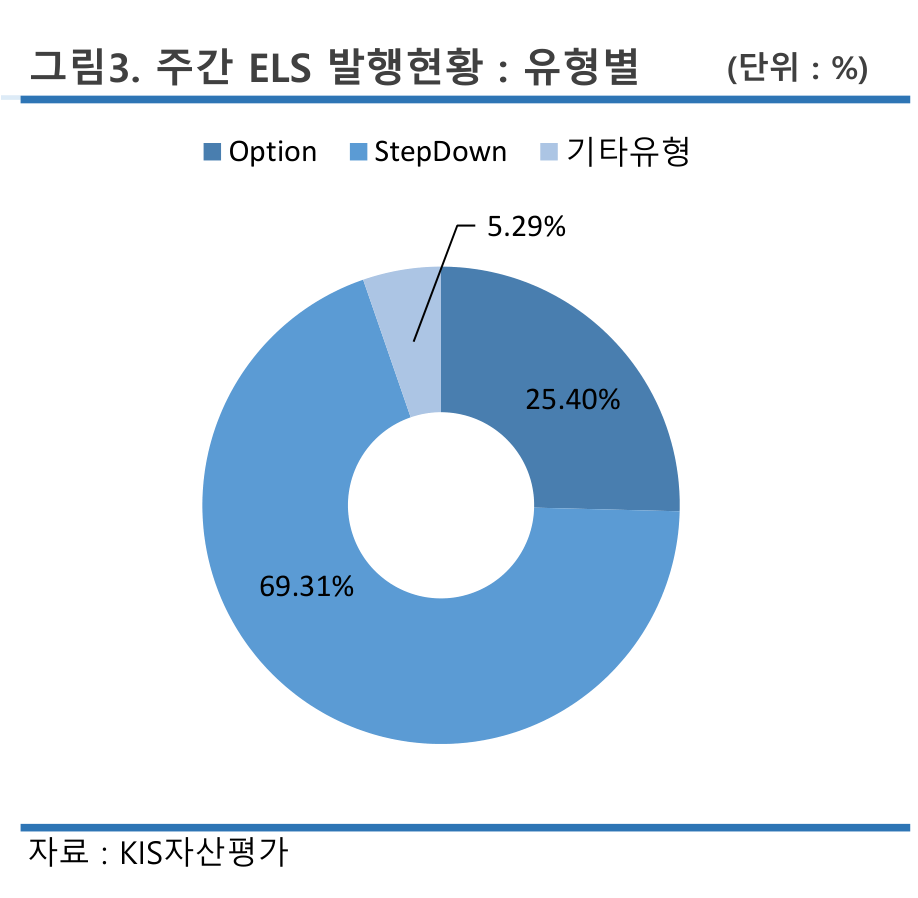 그림3. 주간 ELS 발행현황 : 유형별 (단위 : %)
Option StepDown 기타유형
5.29%
25.40%
69.31%
자료 : KIS자산평가